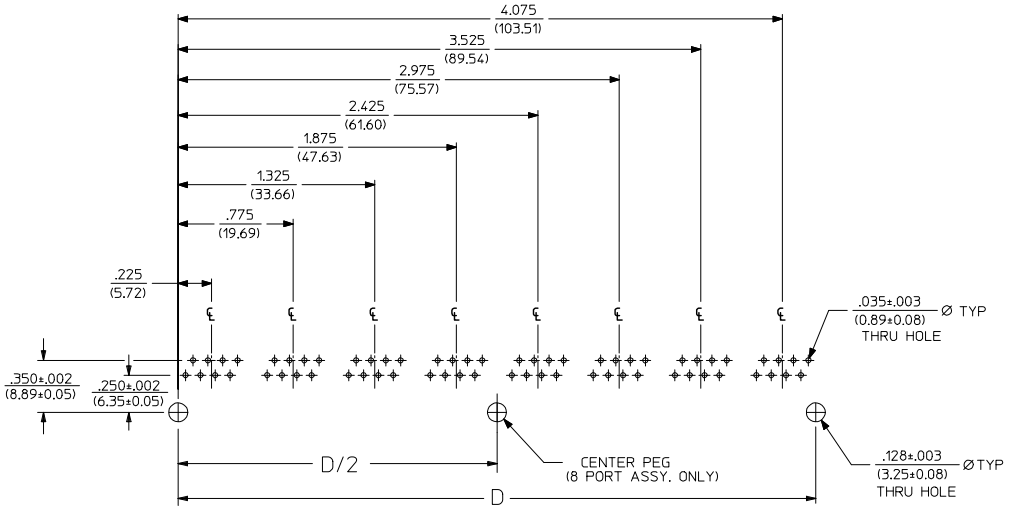 4.075
(103.51)
3.525
(89.54)
2.975
(75.57)
2.425
(61.60)
1.875
(47.63)
1.325
(33.66)
.775
(19.69)
.225
(5.72)
℄ ℄ ℄ ℄ ℄ ℄ ℄ ℄
.035±.003
(0.89±0.08)
Ø TYP
THRU HOLE
.350±.002
(8.89±0.05)
.250±.002
(6.35±0.05)
D/2
CENTER PEG
(8 PORT ASSY. ONLY)
.128±.003
(3.25±0.08)
Ø TYP
THRU HOLE
D